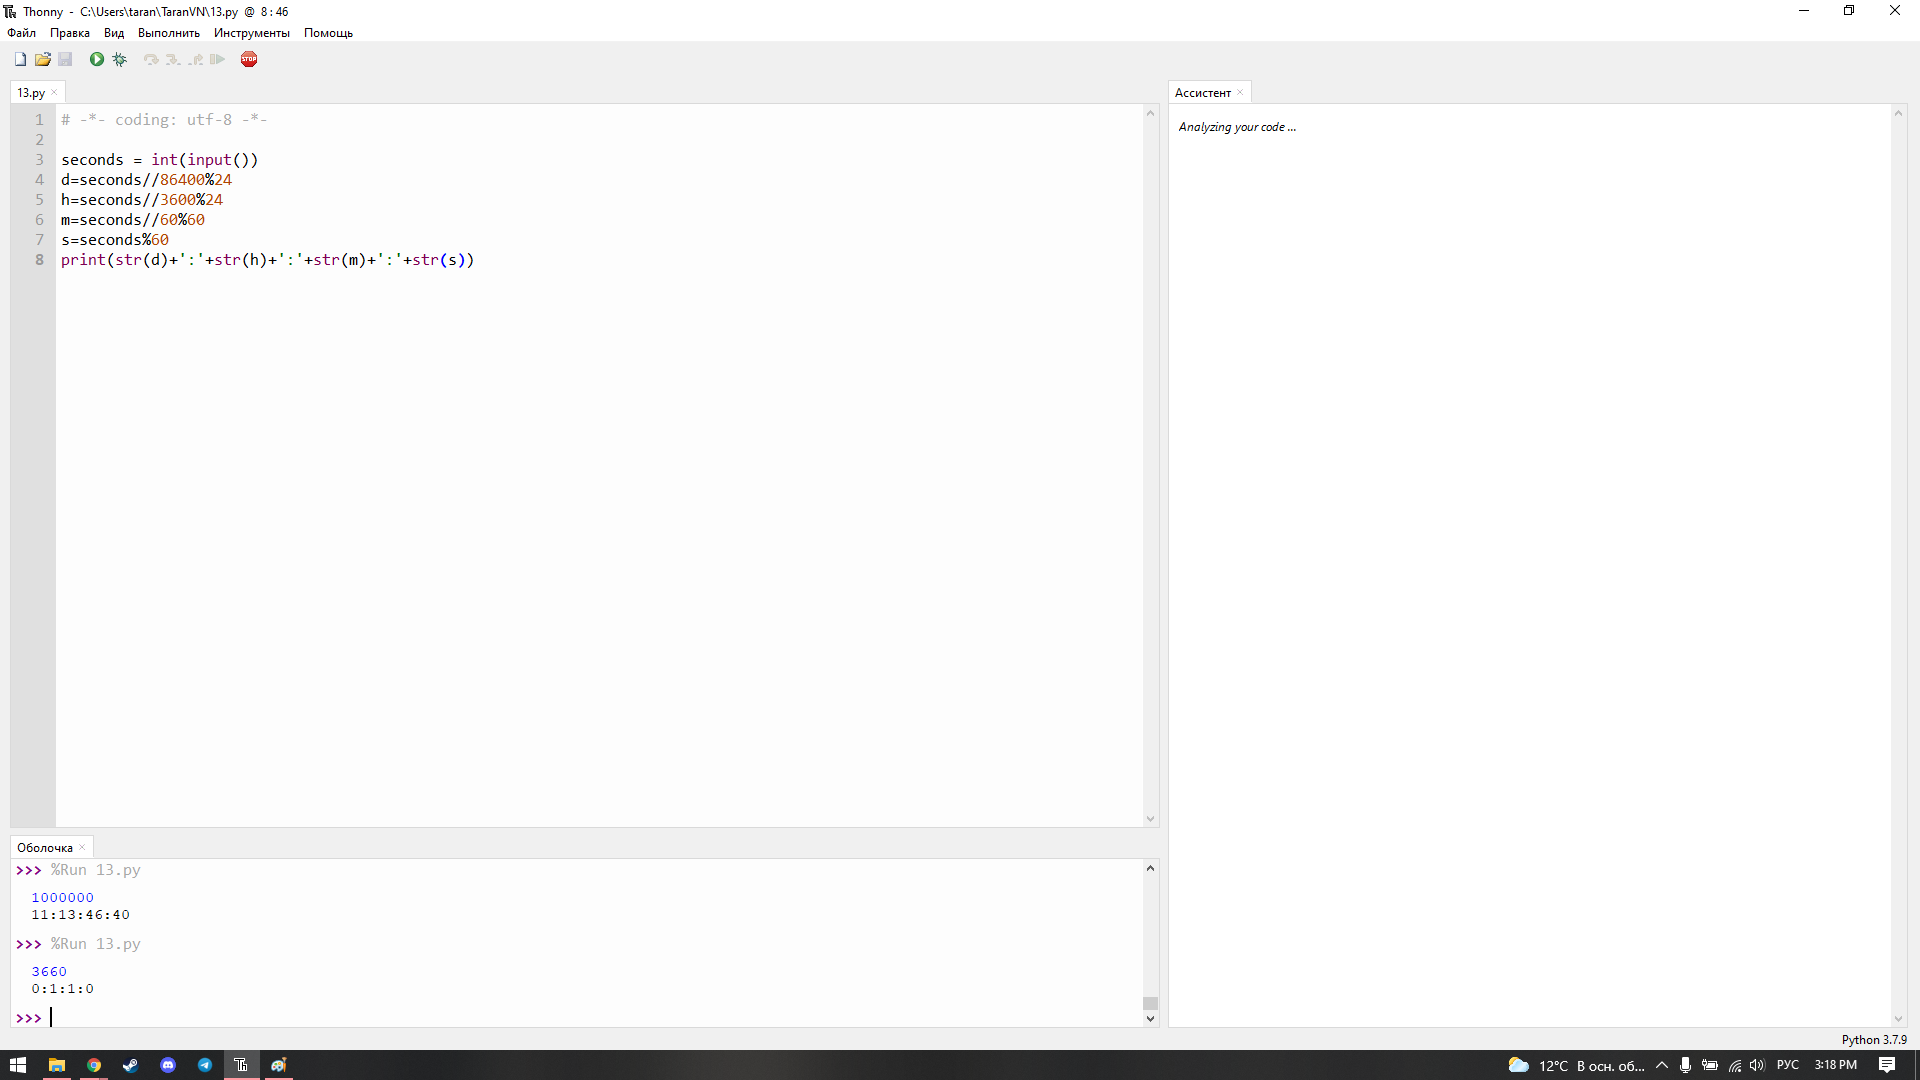 Thonny - C:\Users\taran\TaranVN\13.py @ 8 : 46
Файл Правка Вид Выполнить Инструменты Помощь
STOP
13.py
1 # -*- coding: utf-8 -*-
2
3 seconds = int(input())
4 d=seconds//86400%24
5 h=seconds//3600%24
6 m=seconds//60%60
7 s=seconds%60
8 print(str(d)+':'+str(h)+':'+str(m)+':'+str(s))
Ассистент
Analyzing your code ...
Оболочка
>>> %Run 13.py
1000000
11:13:46:40
>>> %Run 13.py
3660
0:1:1:0
>>>
Python 3.7.9
12°C В осн. об... РУС 3:18 PM